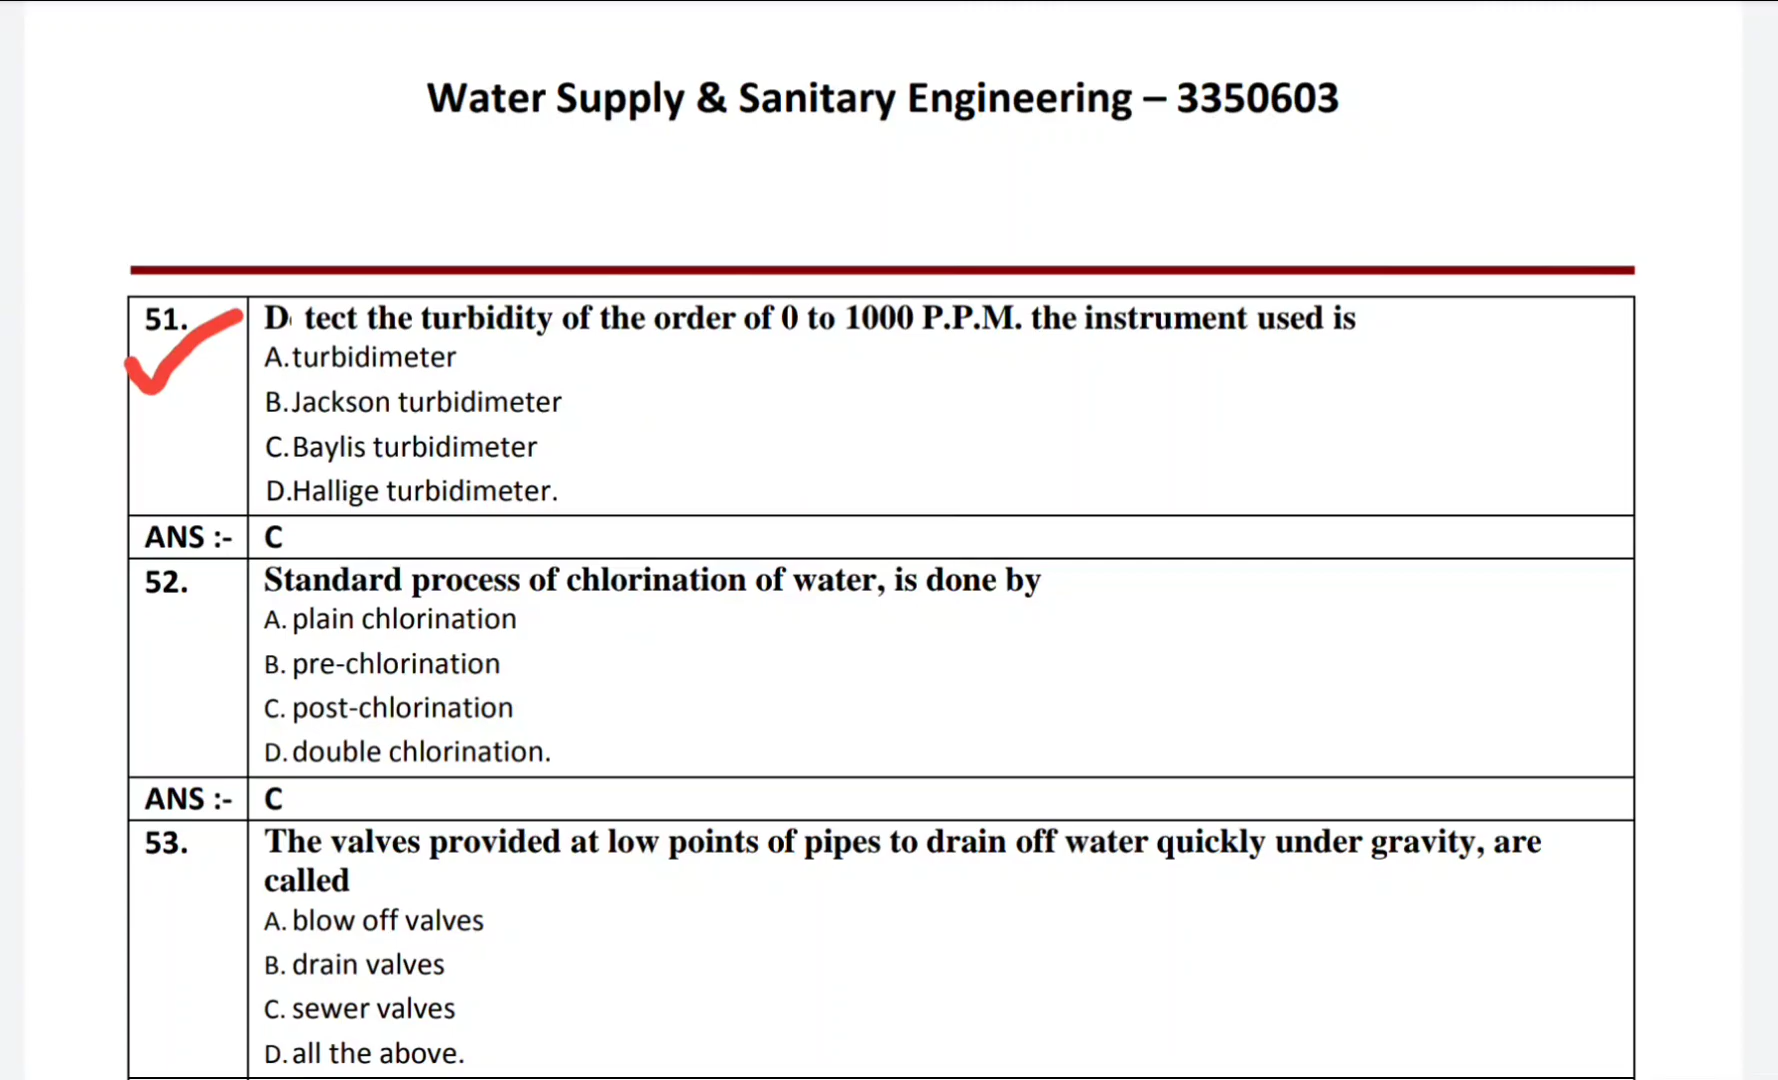 Water Supply & Sanitary Engineering – 3350603
51. D tect the turbidity of the order of 0 to 1000 P.P.M. the instrument used is
A.turbidimeter
B.Jackson turbidimeter
C.Baylis turbidimeter
D.Hallige turbidimeter.
ANS :- C
52. Standard process of chlorination of water, is done by
A. plain chlorination
B. pre-chlorination
C. post-chlorination
D. double chlorination.
ANS :- C
53. The valves provided at low points of pipes to drain off water quickly under gravity, are
called
A. blow off valves
B. drain valves
C. sewer valves
D. all the above.